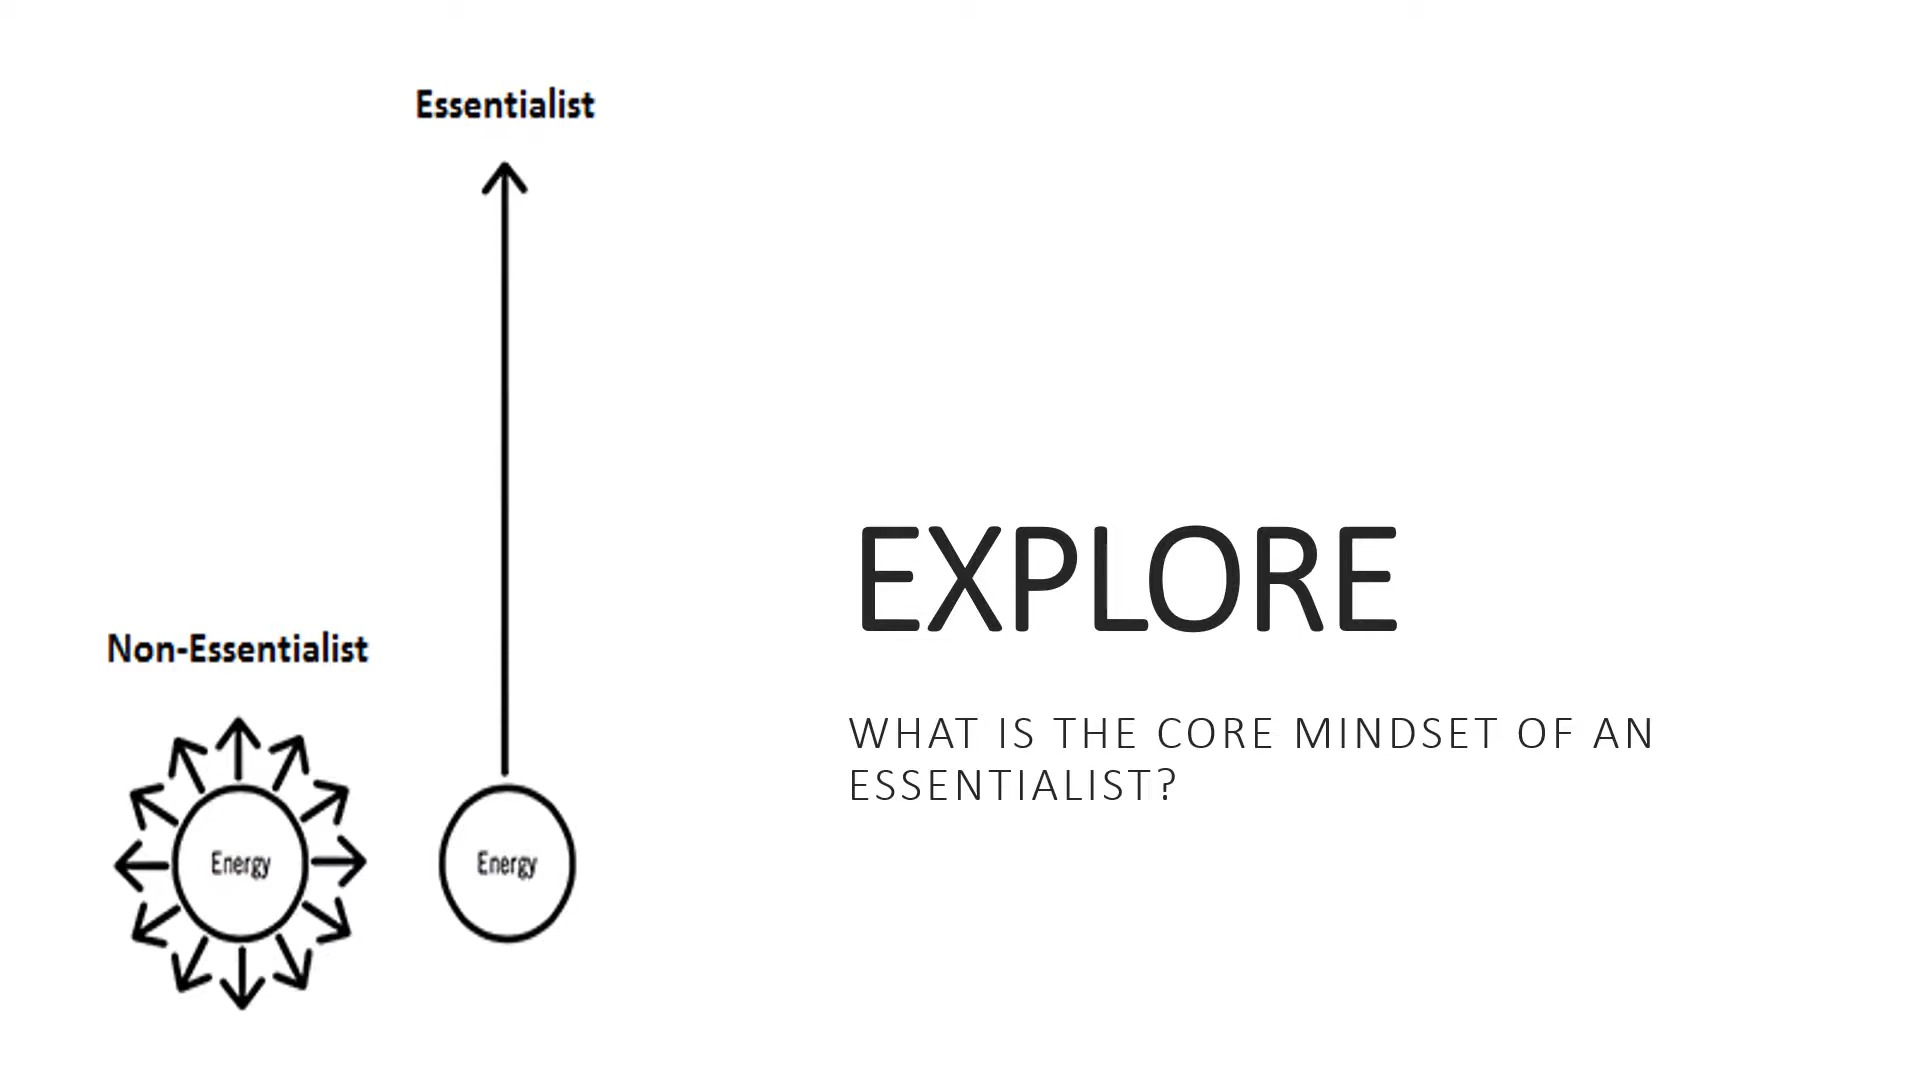 Essentialist
Non-Essentialist
Energy
Energy
EXPLORE
WHAT IS THE CORE MINDSET OF AN
ESSENTIALIST?